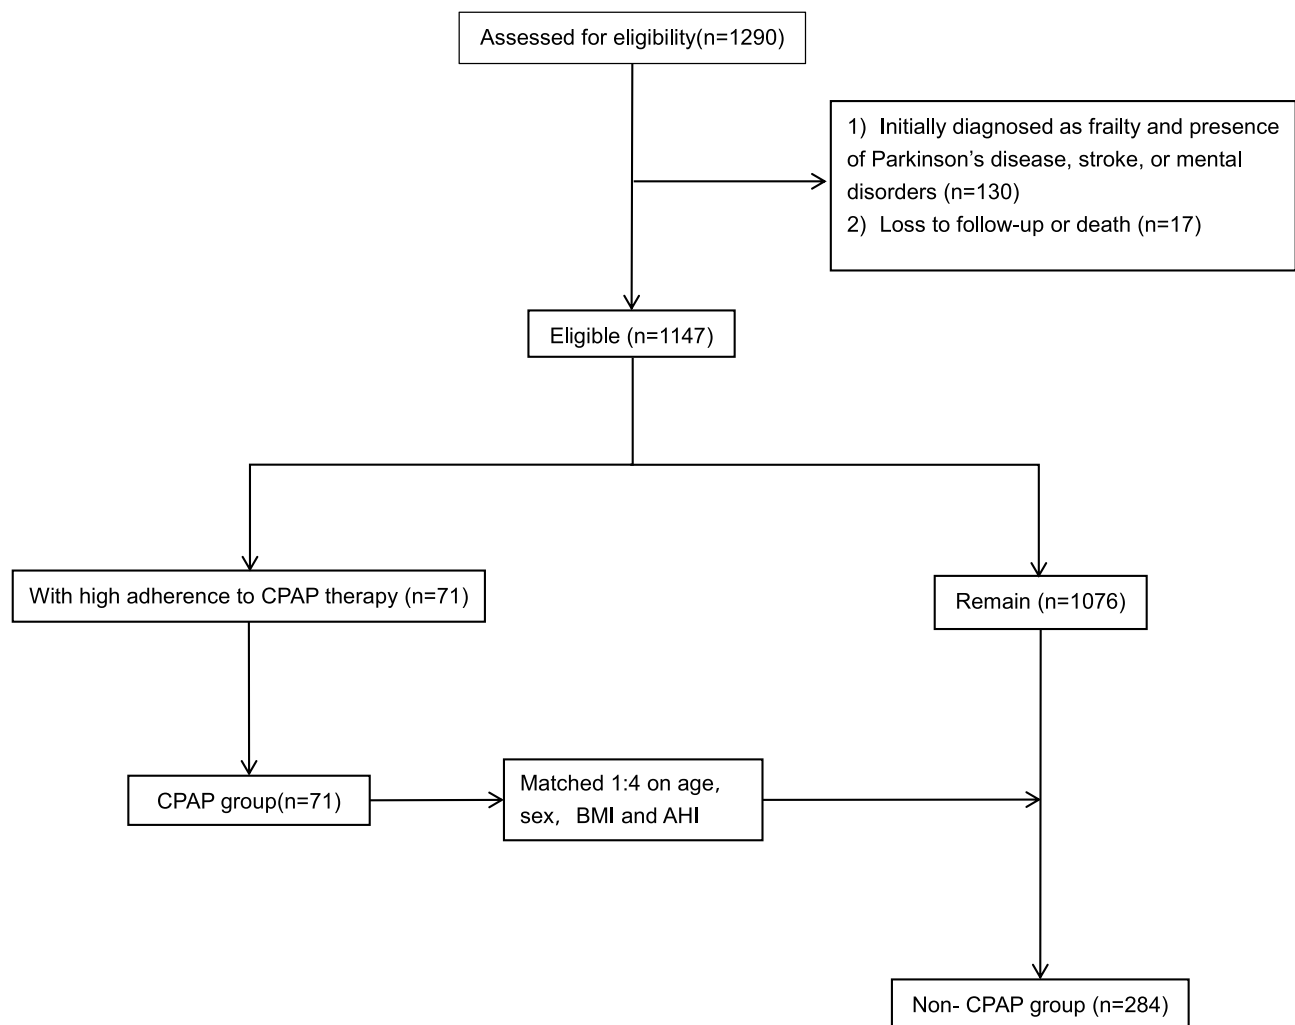 Assessed for eligibility(n=1290)
1) Initially diagnosed as frailty and presence
of Parkinson’s disease, stroke, or mental
disorders (n=130)
2) Loss to follow-up or death (n=17)
Eligible (n=1147)
With high adherence to CPAP therapy (n=71)
Remain (n=1076)
CPAP group(n=71)
Matched 1:4 on age,
sex, BMI and AHI
Non- CPAP group (n=284)